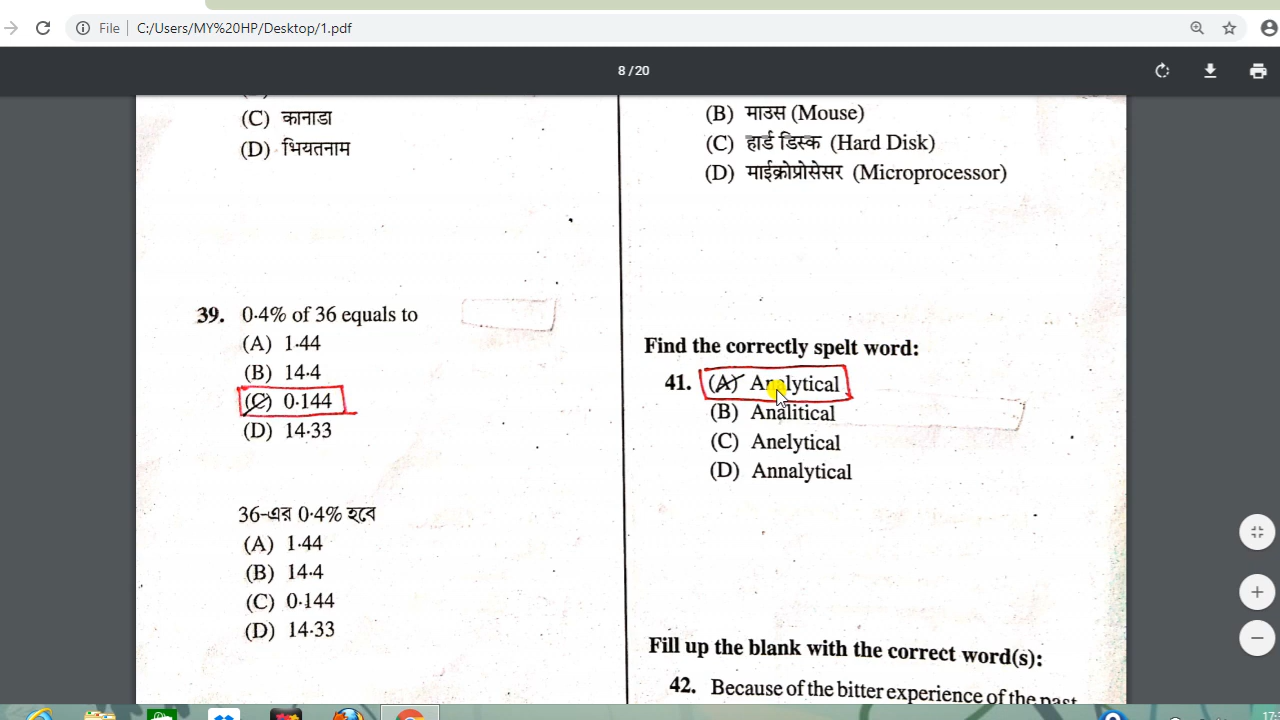 File
C:/Users/MY%20HP/Desktop/1.pdf
8/20
(C) कानाडा
(D) भियतनाम
39. 0·4% of 36 equals to
(A) 1·44
(B) 14·4
(C) 0·144
(D) 14·33
36-এর 0·4% হবে
(A) 1·44
(B) 14·4
(C) 0·144
(D) 14·33
(B) माउस (Mouse)
(C) हार्ड डिस्क (Hard Disk)
(D) माईक्रोप्रोसेसर (Microprocessor)
Find the correctly spelt word:
41. (A) Analytical
(B) Analitical
(C) Anelytical
(D) Annalytical
Fill up the blank with the correct word(s):
42. Because of the bitter experience of the past